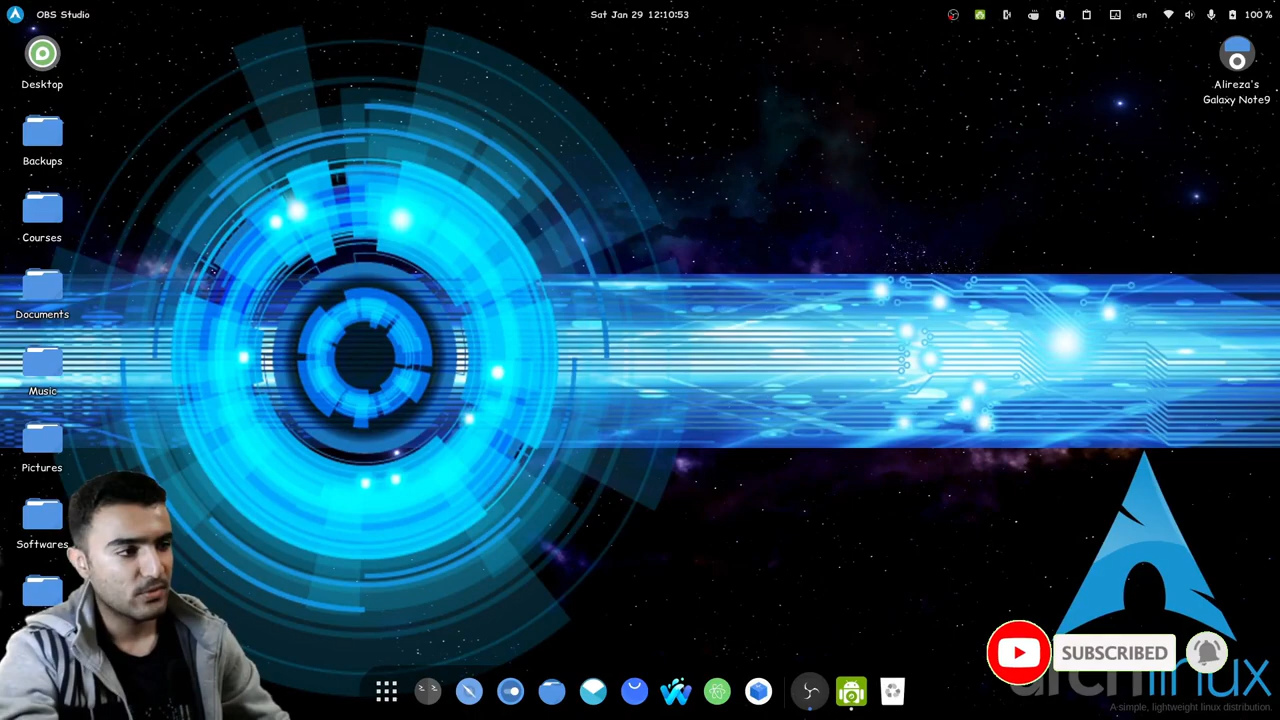 OBS Studio
Sat Jan 29 12:10:53
en
100 %
Desktop
Alireza's
Galaxy Note9
Backups
Courses
Documents
Music
Pictures
Softwares
SUBSCRIBED
archlinux
A simple, lightweight linux distribution.